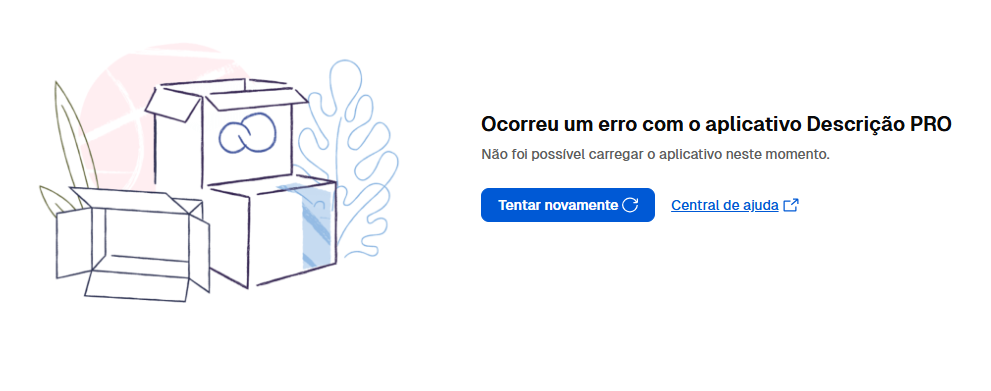 Ocorreu um erro com o aplicativo Descrição PRO
Não foi possível carregar o aplicativo neste momento.
Tentar novamente
Central de ajuda